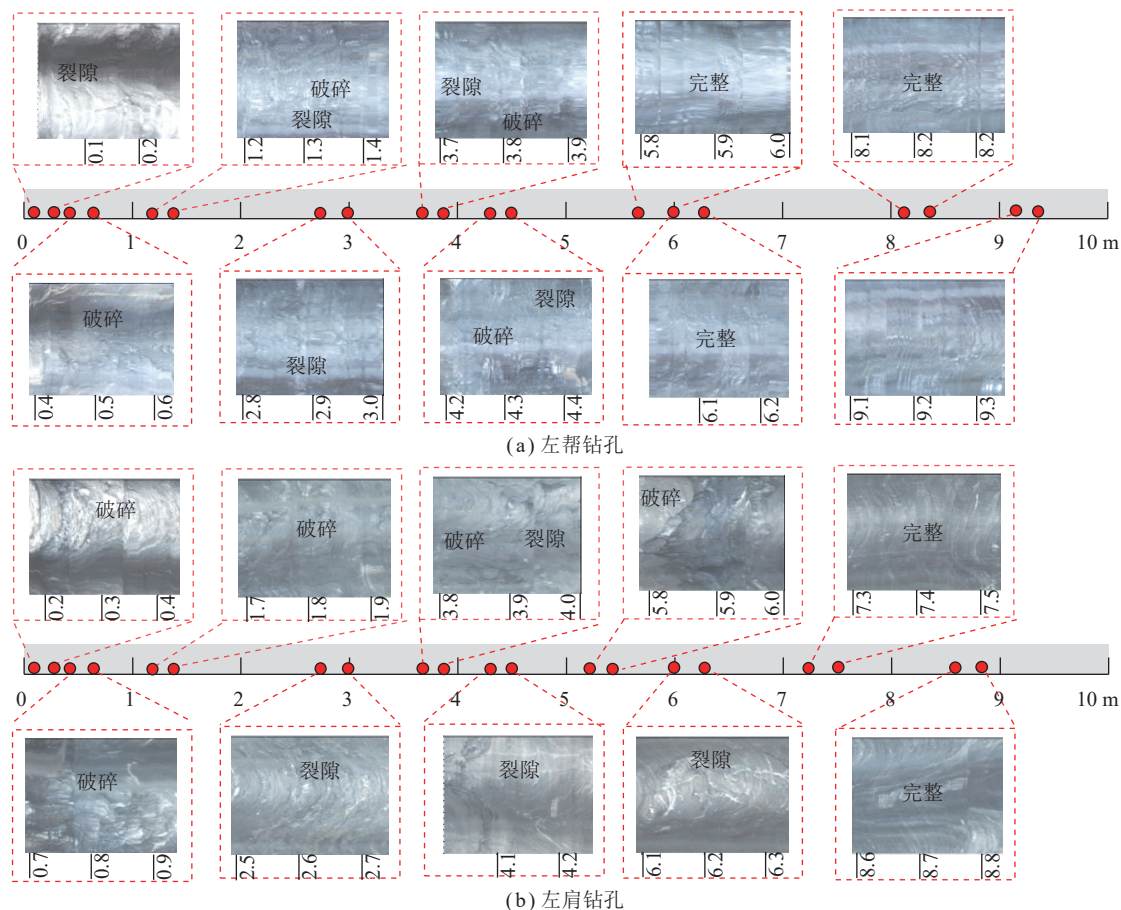 裂隙
0.1 0.2
破碎
裂隙
1.2 1.3 1.4
裂隙
破碎
3.7 3.8 3.9
完整
5.8 5.9 6.0
完整
8.1 8.2 8.2
0 1 2 3 4 5 6 7 8 9 10 m
破碎
0.4 0.5 0.6
裂隙
2.8 2.9 3.0
裂隙
破碎
4.2 4.3 4.4
完整
6.1 6.2
9.1 9.2 9.3
(a) 左帮钻孔
破碎
0.2 0.3 0.4
破碎
1.7 1.8 1.9
破碎 裂隙
3.8 3.9 4.0
破碎
5.8 5.9 6.0
完整
7.3 7.4 7.5
0 1 2 3 4 5 6 7 8 9 10 m
破碎
0.7 0.8 0.9
裂隙
2.5 2.6 2.7
裂隙
4.1 4.2
裂隙
6.1 6.2 6.3
完整
8.6 8.7 8.8
(b) 左肩钻孔